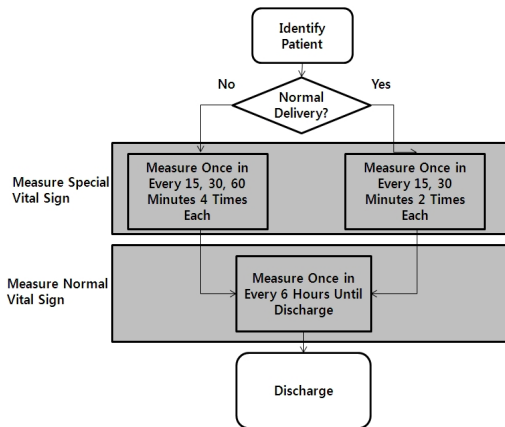 Identify
Patient
No
Yes
Normal
Delivery?
Measure Special
Vital Sign
Measure Once in
Every 15, 30, 60
Minutes 4 Times
Each
Measure Once in
Every 15, 30
Minutes 2 Times
Each
Measure Normal
Vital Sign
Measure Once in
Every 6 Hours Until
Discharge
Discharge